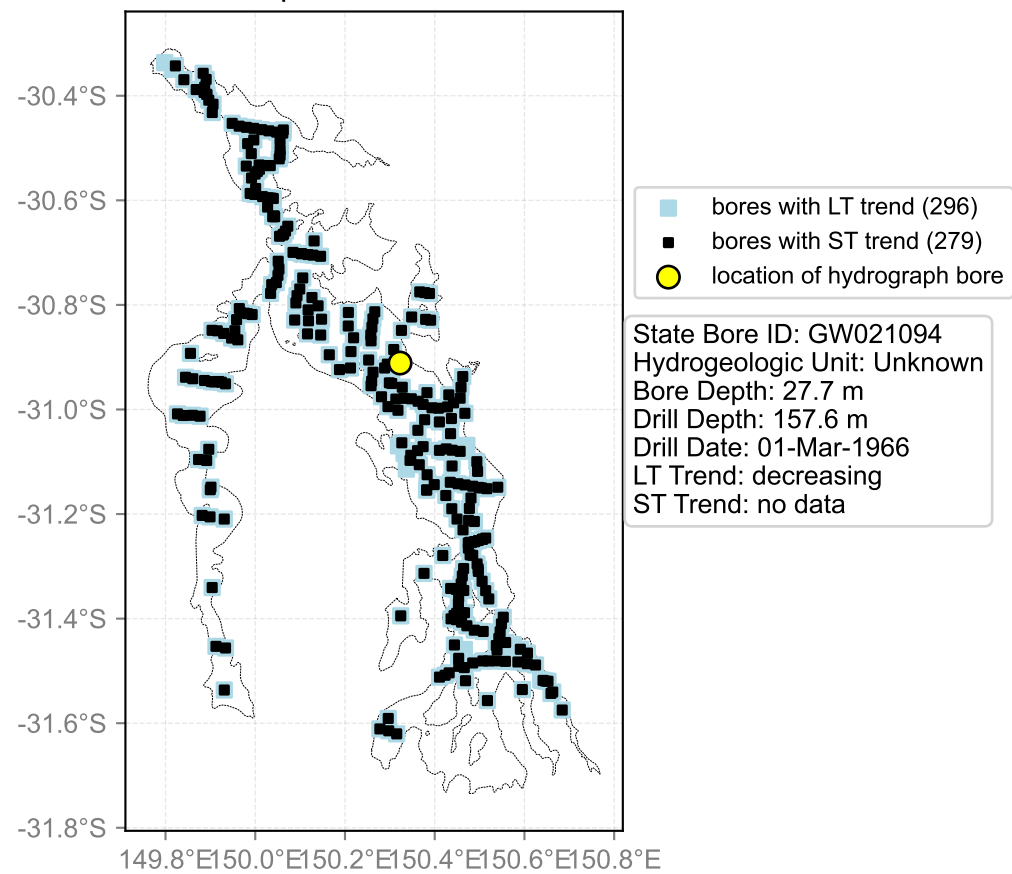 -30.4°S
-30.6°S
-30.8°S
-31.0°S
-31.2°S
-31.4°S
-31.6°S
-31.8°S
149.8°E150.0°E150.2°E150.4°E150.6°E150.8°E
bores with LT trend (296)
bores with ST trend (279)
location of hydrograph bore
State Bore ID: GW021094
Hydrogeologic Unit: Unknown
Bore Depth: 27.7 m
Drill Depth: 157.6 m
Drill Date: 01-Mar-1966
LT Trend: decreasing
ST Trend: no data